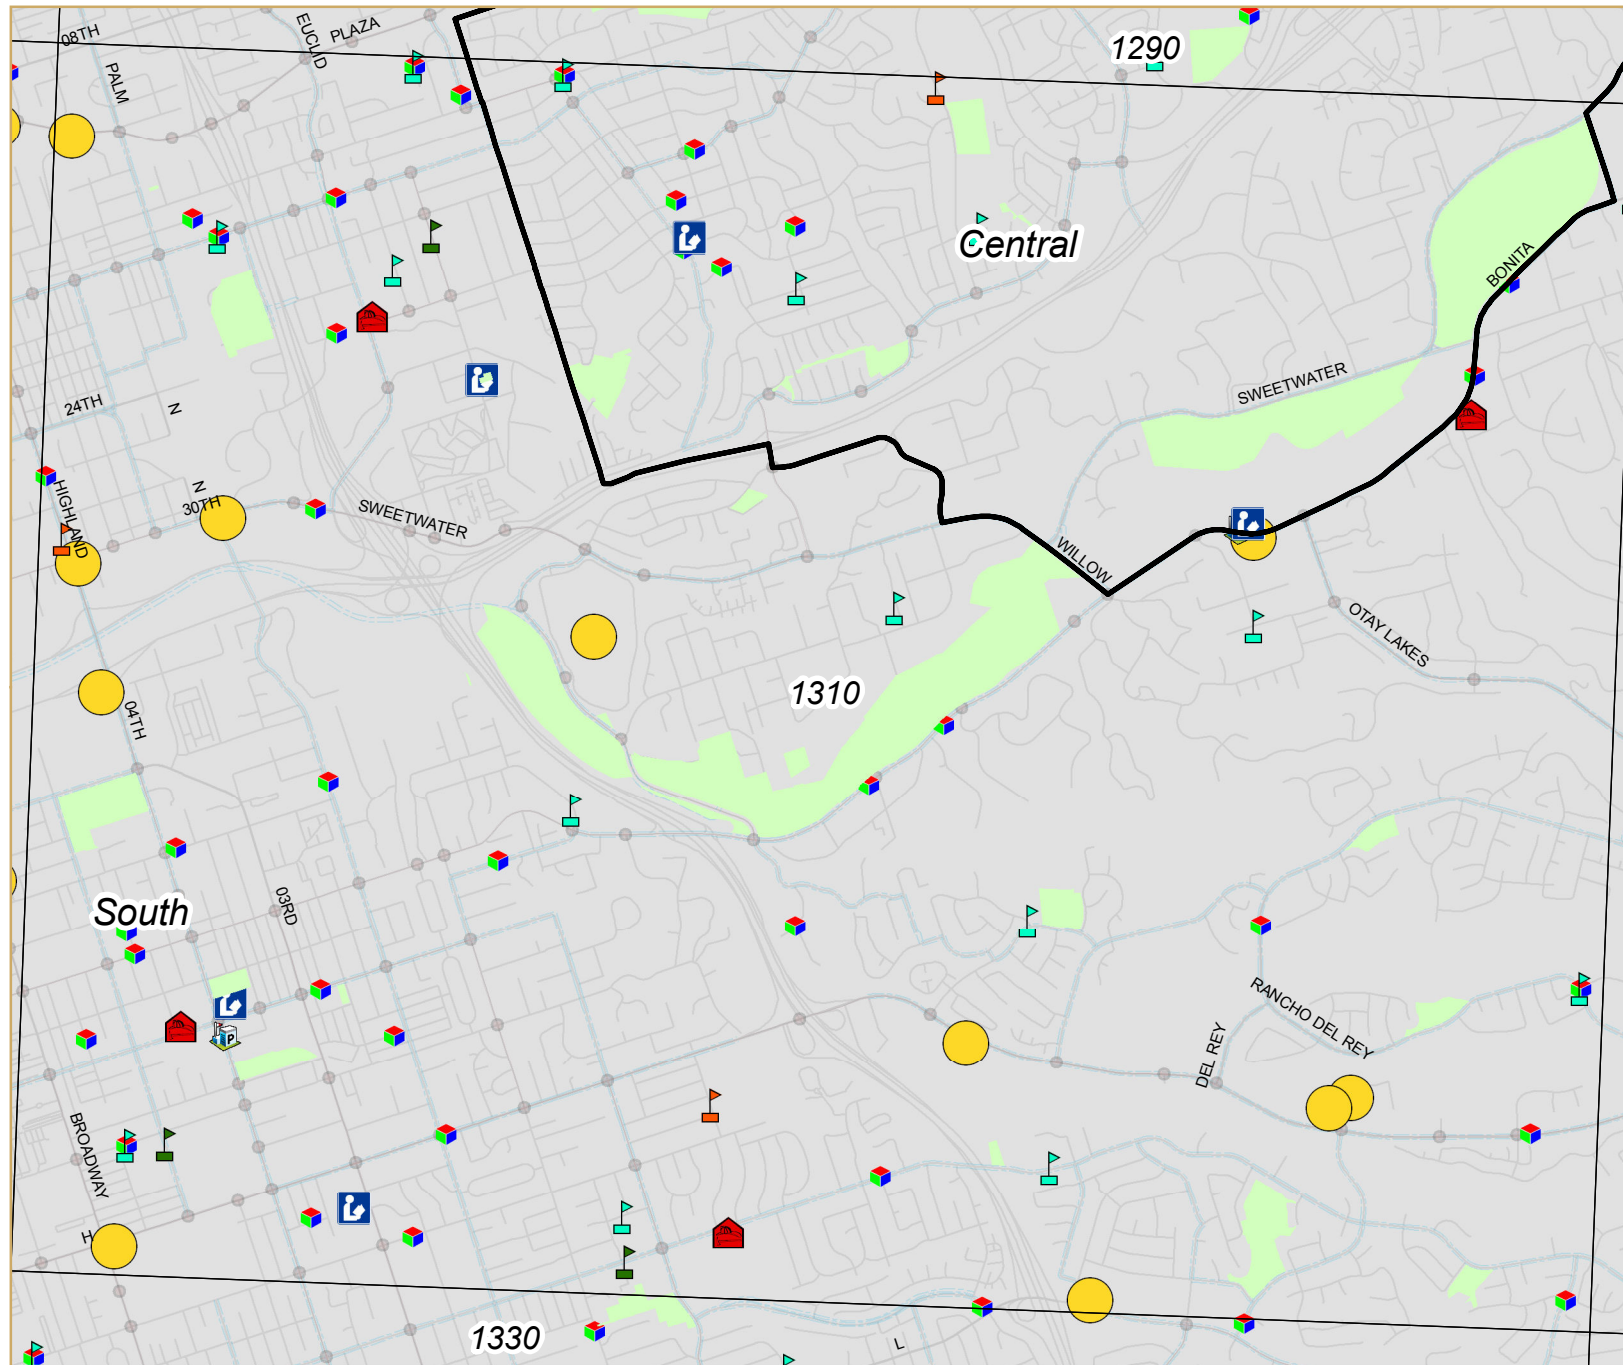 08TH
PALM
EUCLID
PLAZA
1290
Central
BONITA
SWEETWATER
24TH
N
N
30TH
HIGHLAND
SWEETWATER
WILLOW
OTAY LAKES
1310
04TH
South
03RD
RANCHO DEL REY
DEL REY
P
BROADWAY
H
1330
L